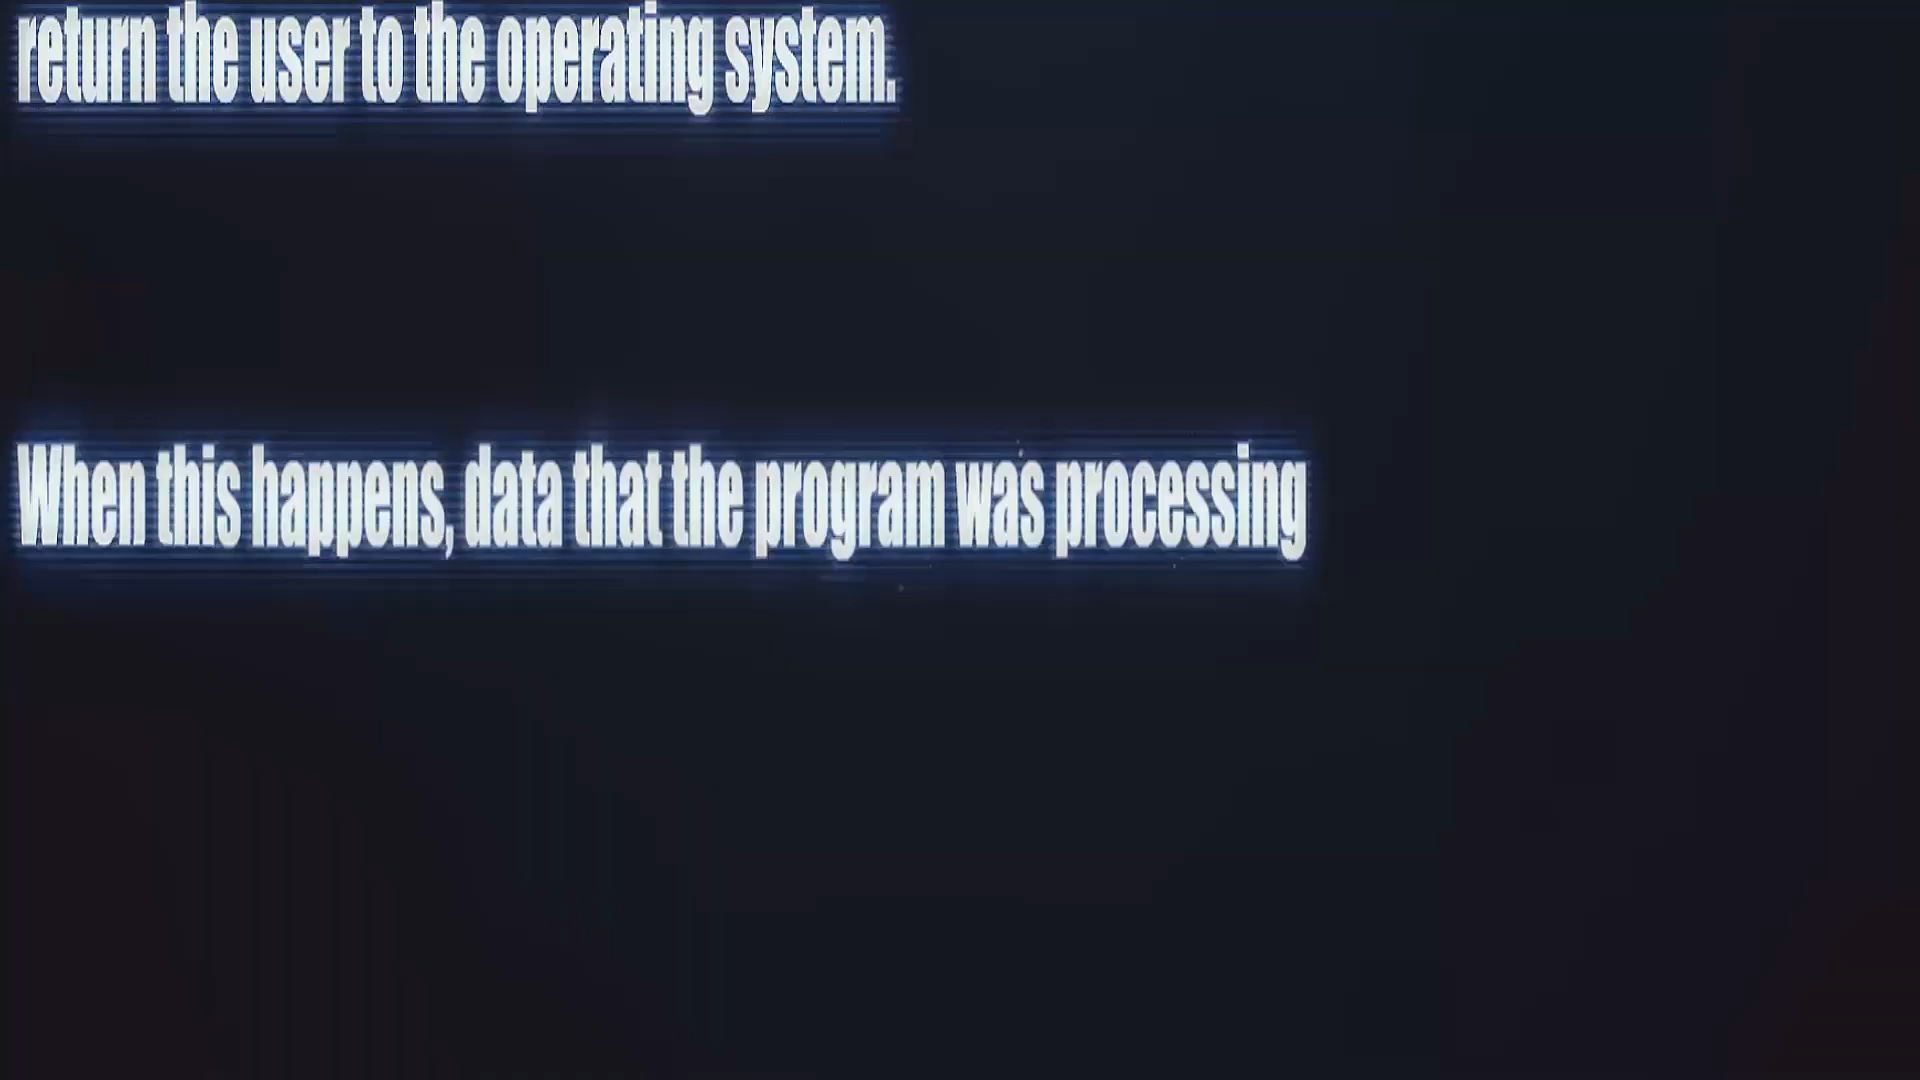 return the user to the operating system.
When this happens, data that the program was processing